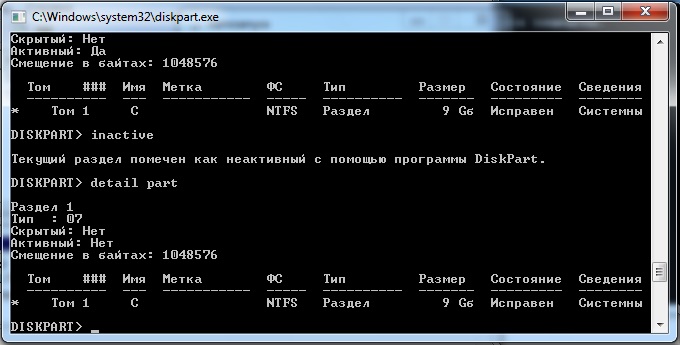 C:\Windows\system32\diskpart.exe
Скрытый: Нет
Активный: Да
Смещение в байтах: 1048576
Том ### Имя Метка ФС Тип Размер Состояние Сведения
---------- --- ----------- ----- ---------- ------- --------- --------
* Том 1 C NTFS Раздел 9 Gб Исправен Системны
DISKPART> inactive
Текущий раздел помечен как неактивный с помощью программы DiskPart.
DISKPART> detail part
Раздел 1
Тип : 07
Скрытый: Нет
Активный: Нет
Смещение в байтах: 1048576
Том ### Имя Метка ФС Тип Размер Состояние Сведения
---------- --- ----------- ----- ---------- ------- --------- --------
* Том 1 C NTFS Раздел 9 Gб Исправен Системны
DISKPART> _